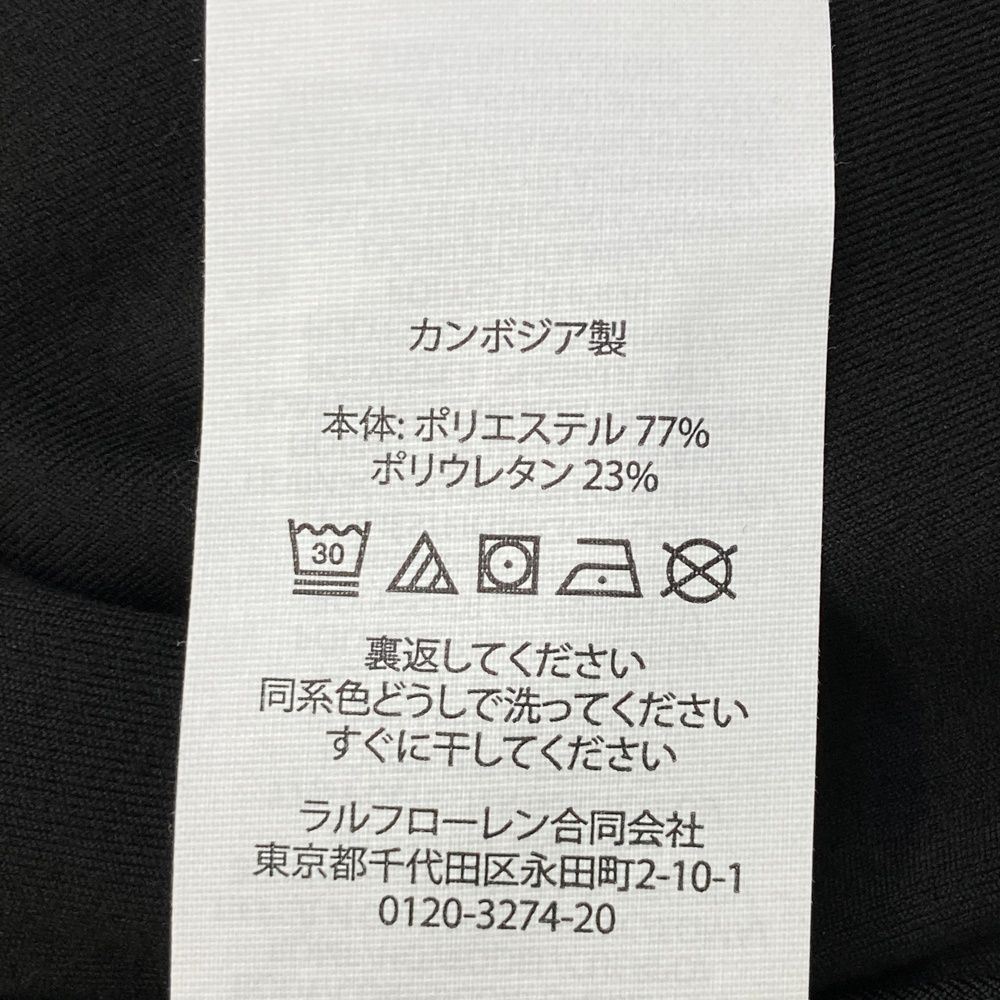 カンボジア製
本体: ポリエステル 77%
ポリウレタン 23%
30
裏返してください
同系色どうしで洗ってください
すぐに干してください
ラルフローレン合同会社
東京都千代田区永田町2-10-1
0120-3274-20